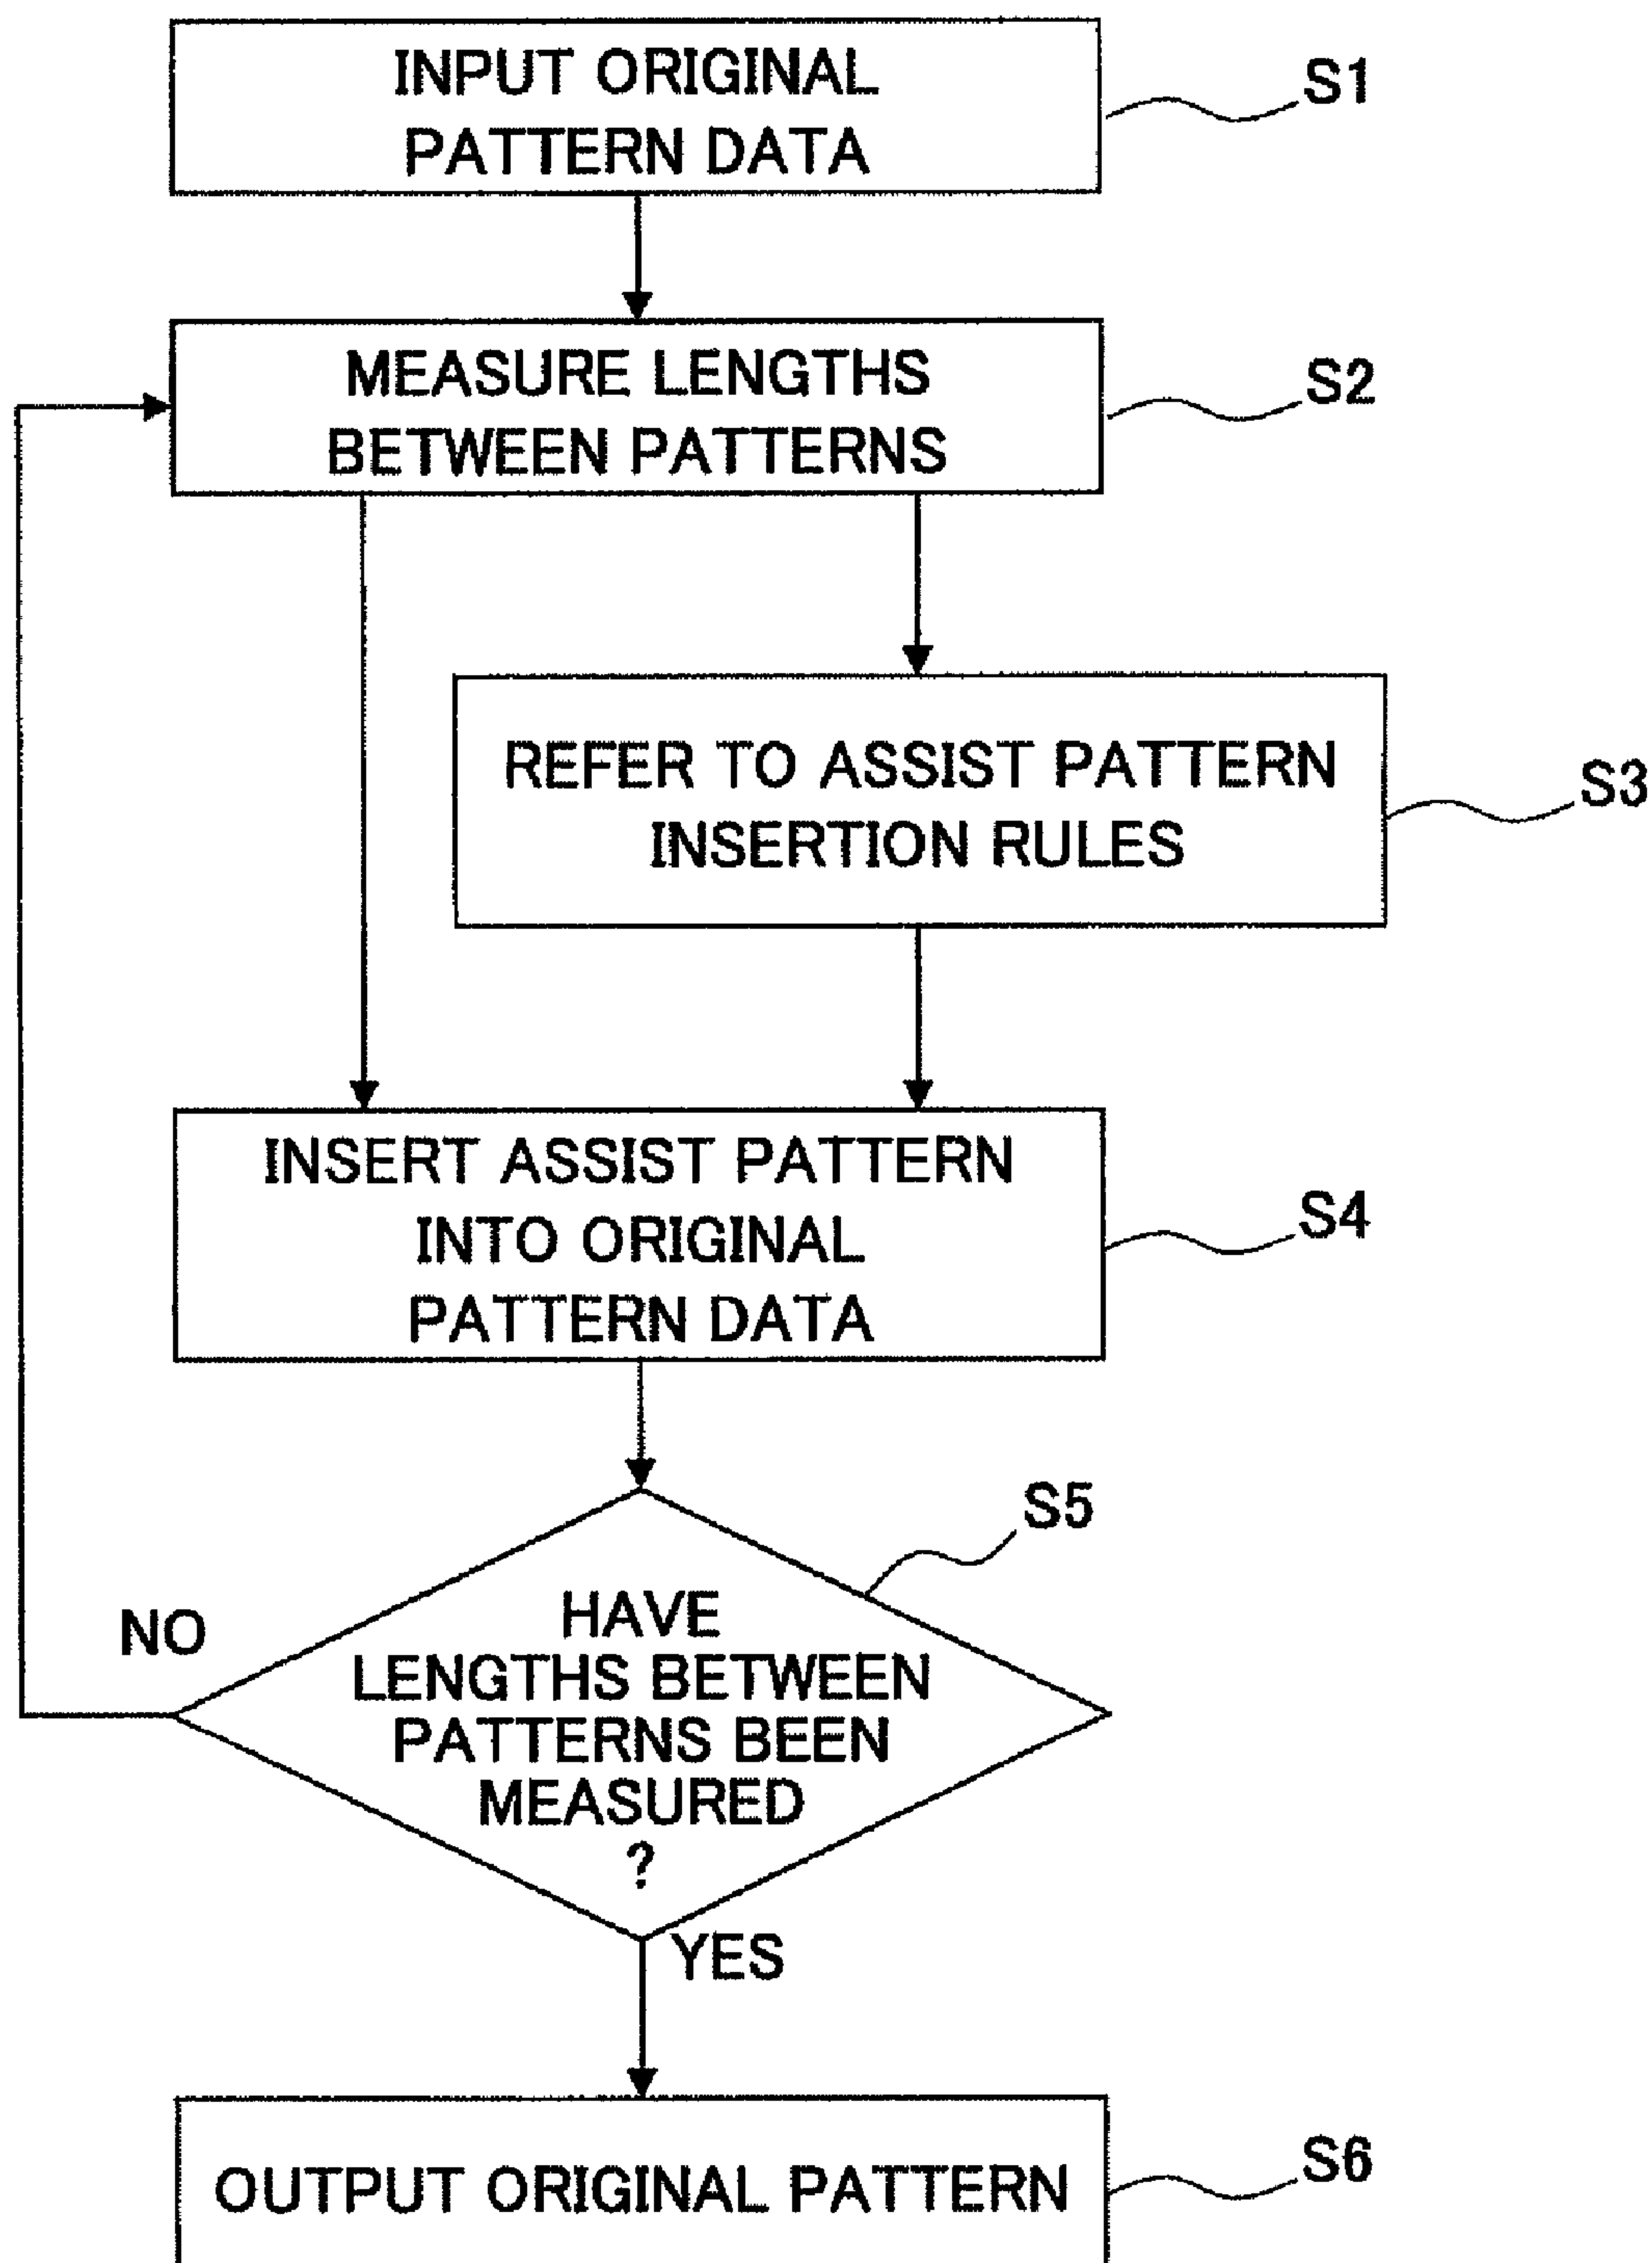 INPUT ORIGINAL
PATTERN DATA
S1
MEASURE LENGTHS
BETWEEN PATTERNS
S2
REFER TO ASSIST PATTERN
INSERTION RULES
S3
INSERT ASSIST PATTERN
INTO ORIGINAL
PATTERN DATA
S4
S5
HAVE
LENGTHS BETWEEN
PATTERNS BEEN
MEASURED
?
NO
YES
OUTPUT ORIGINAL PATTERN
S6